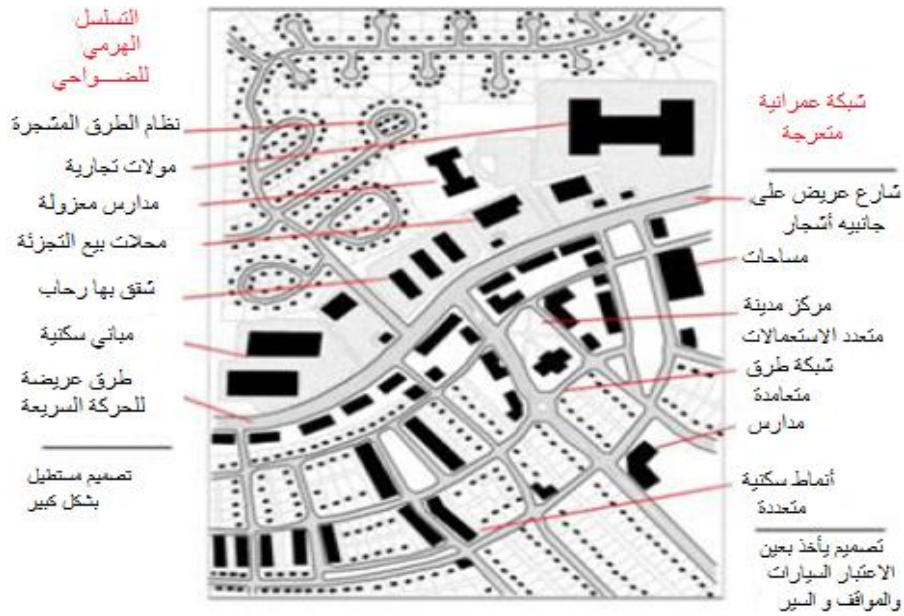 التسلسل
الهرمي
للضـــواحي
نظام الطرق المشجرة
مولات تجارية
مدارس معزولة
محلات بيع التجزئة
شقق بها رحاب
مباني سكنية
طرق عريضة
للحركة السريعة
تصميم مستطيل
بشكل كبير
شبكة عمرانية
متعرجة
شارع عريض على
جانبيه أشجار
مساحات
مركز مدينة
متعدد الاستعمالات
شبكة طرق
متعامدة
مدارس
أنماط سكنية
متعددة
تصميم يأخذ بعين
الاعتبار السيارات
والمواقف و السير